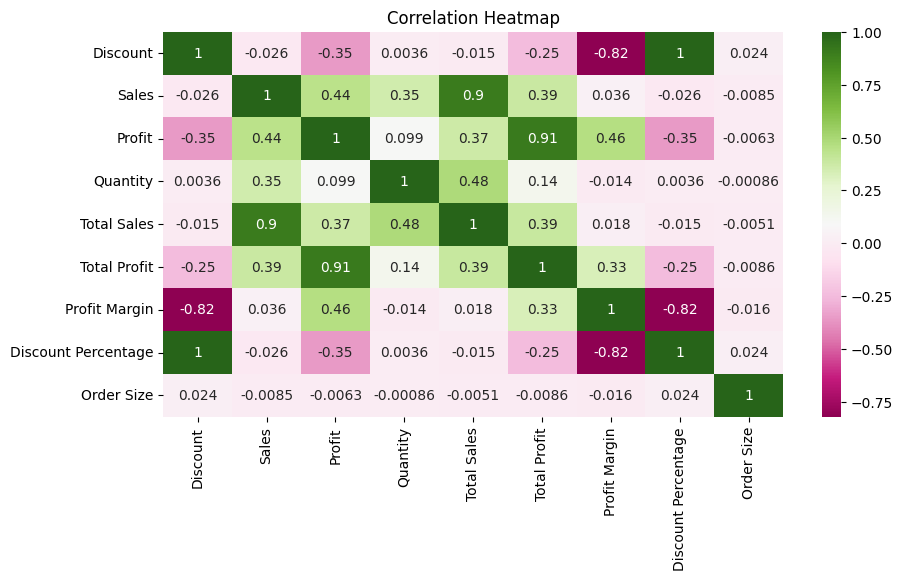 Correlation Heatmap
Discount 1 -0.026 -0.35 0.0036 -0.015 -0.25 -0.82 1 0.024
Sales -0.026 1 0.44 0.35 0.9 0.39 0.036 -0.026 -0.0085
Profit -0.35 0.44 1 0.099 0.37 0.91 0.46 -0.35 -0.0063
Quantity 0.0036 0.35 0.099 1 0.48 0.14 -0.014 0.0036 -0.00086
Total Sales -0.015 0.9 0.37 0.48 1 0.39 0.018 -0.015 -0.0051
Total Profit -0.25 0.39 0.91 0.14 0.39 1 0.33 -0.25 -0.0086
Profit Margin -0.82 0.036 0.46 -0.014 0.018 0.33 1 -0.82 -0.016
Discount Percentage 1 -0.026 -0.35 0.0036 -0.015 -0.25 -0.82 1 0.024
Order Size 0.024 -0.0085 -0.0063 -0.00086 -0.0051 -0.0086 -0.016 0.024 1
Discount
Sales
Profit
Quantity
Total Sales
Total Profit
Profit Margin
Discount Percentage
Order Size
1.00
0.75
0.50
0.25
0.00
−0.25
−0.50
−0.75